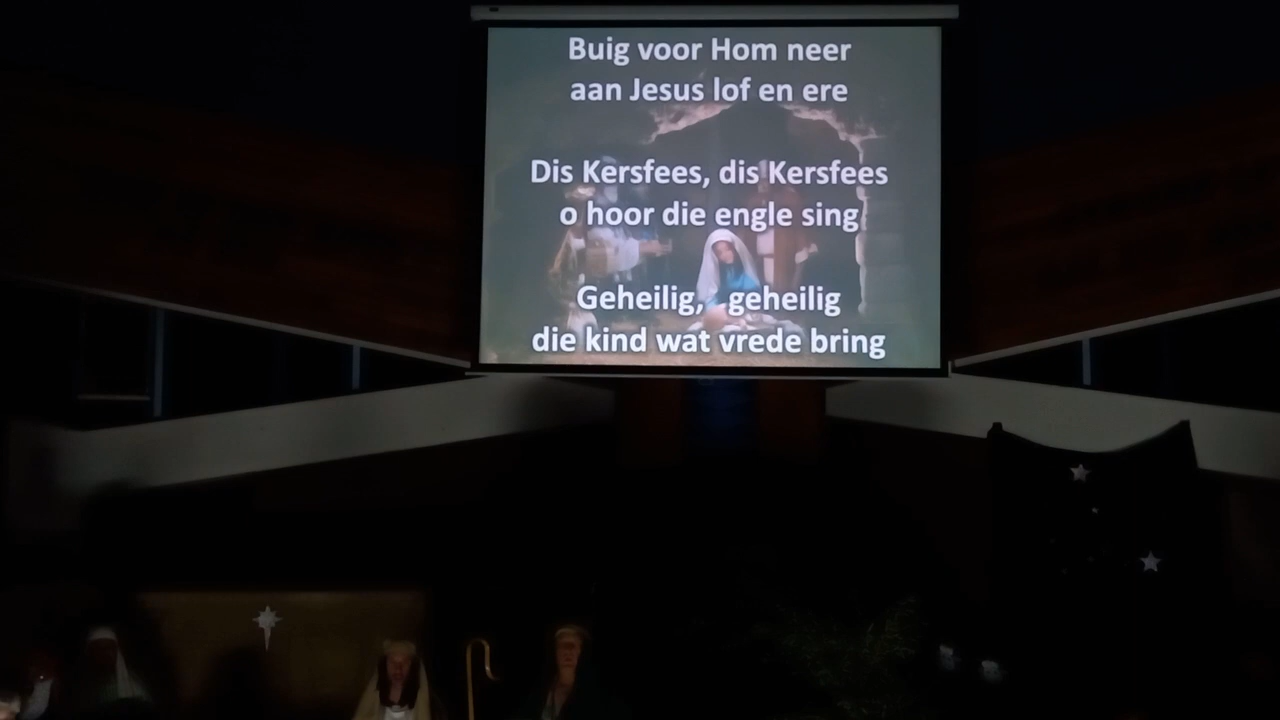 Buig voor Hom neer
aan Jesus lof en ere
Dis Kersfees, dis Kersfees
o hoor die engle sing
Geheilig, geheilig
die kind wat vrede bring